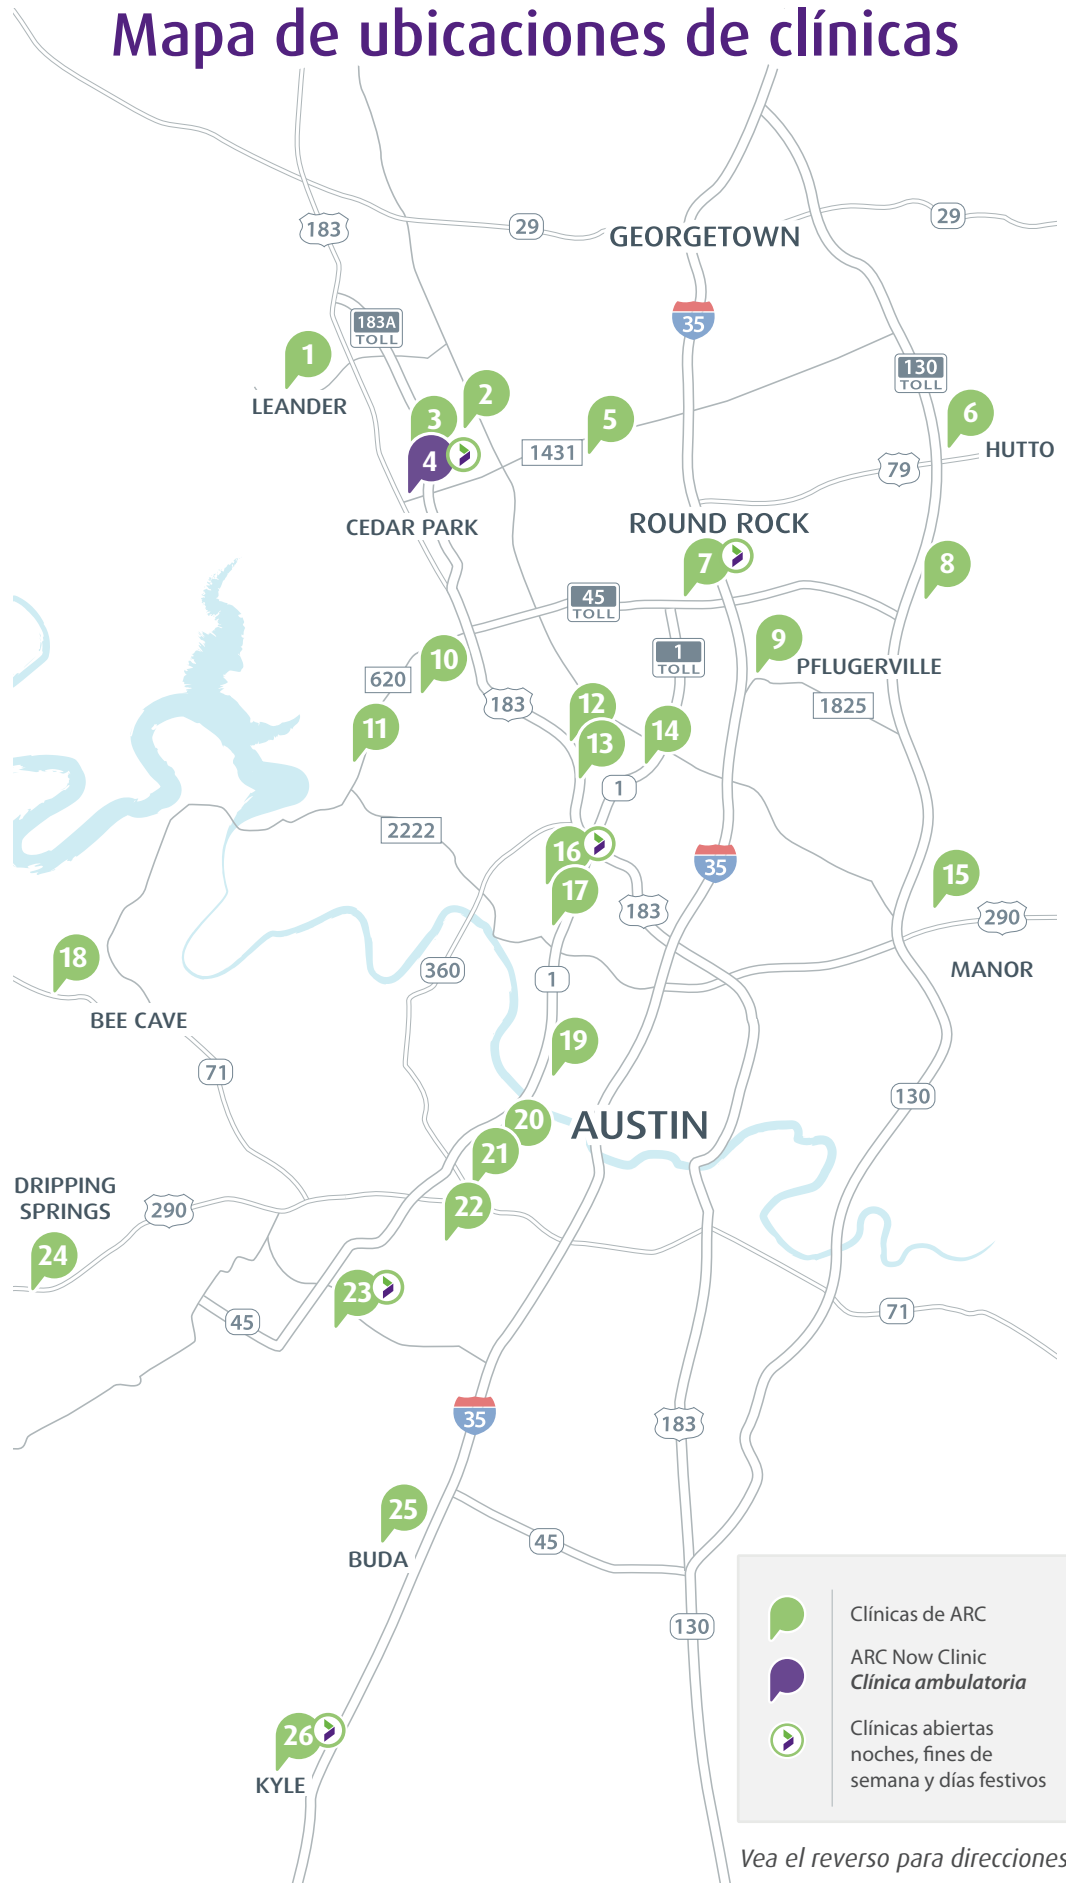 Mapa de ubicaciones de clínicas
183
29
GEORGETOWN
29
183A
TOLL
35
1
LEANDER
2
3
4
5
1431
130
TOLL
6
HUTTO
79
CEDAR PARK
ROUND ROCK
7
8
45
TOLL
1
TOLL
9
PFLUGERVILLE
10
620
183
1825
11
12
13
14
1
2222
16
35
17
183
15
290
MANOR
18
BEE CAVE
360
1
19
71
130
20
AUSTIN
21
22
DRIPPING
SPRINGS
290
24
23
45
71
35
183
25
BUDA
45
130
26
KYLE
Clínicas de ARC
ARC Now Clinic
Clínica ambulatoria
Clínicas abiertas
noches, fines de
semana y días festivos
Vea el reverso para direcciones